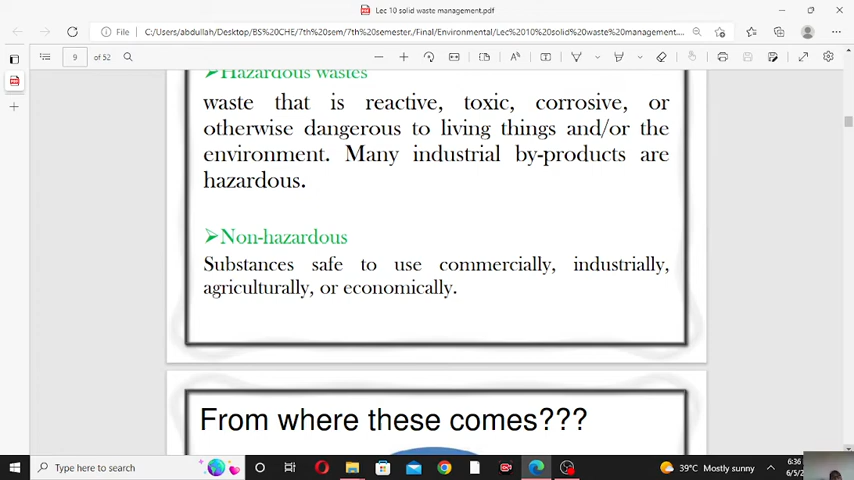 Lec 10 solid waste management.pdf
File
C:/Users/abdullah/Desktop/BS%20CHE/7th%20sem/7th%20semester,/Final/Environmental/Lec%2010%20solid%20waste%20management....
9 of 52
➤Hazardous wastes
waste that is reactive, toxic, corrosive, or
otherwise dangerous to living things and/or the
environment. Many industrial by-products are
hazardous.
➤Non-hazardous
Substances safe to use commercially, industrially,
agriculturally, or economically.
From where these comes???
Type here to search
39°C Mostly sunny
6:36